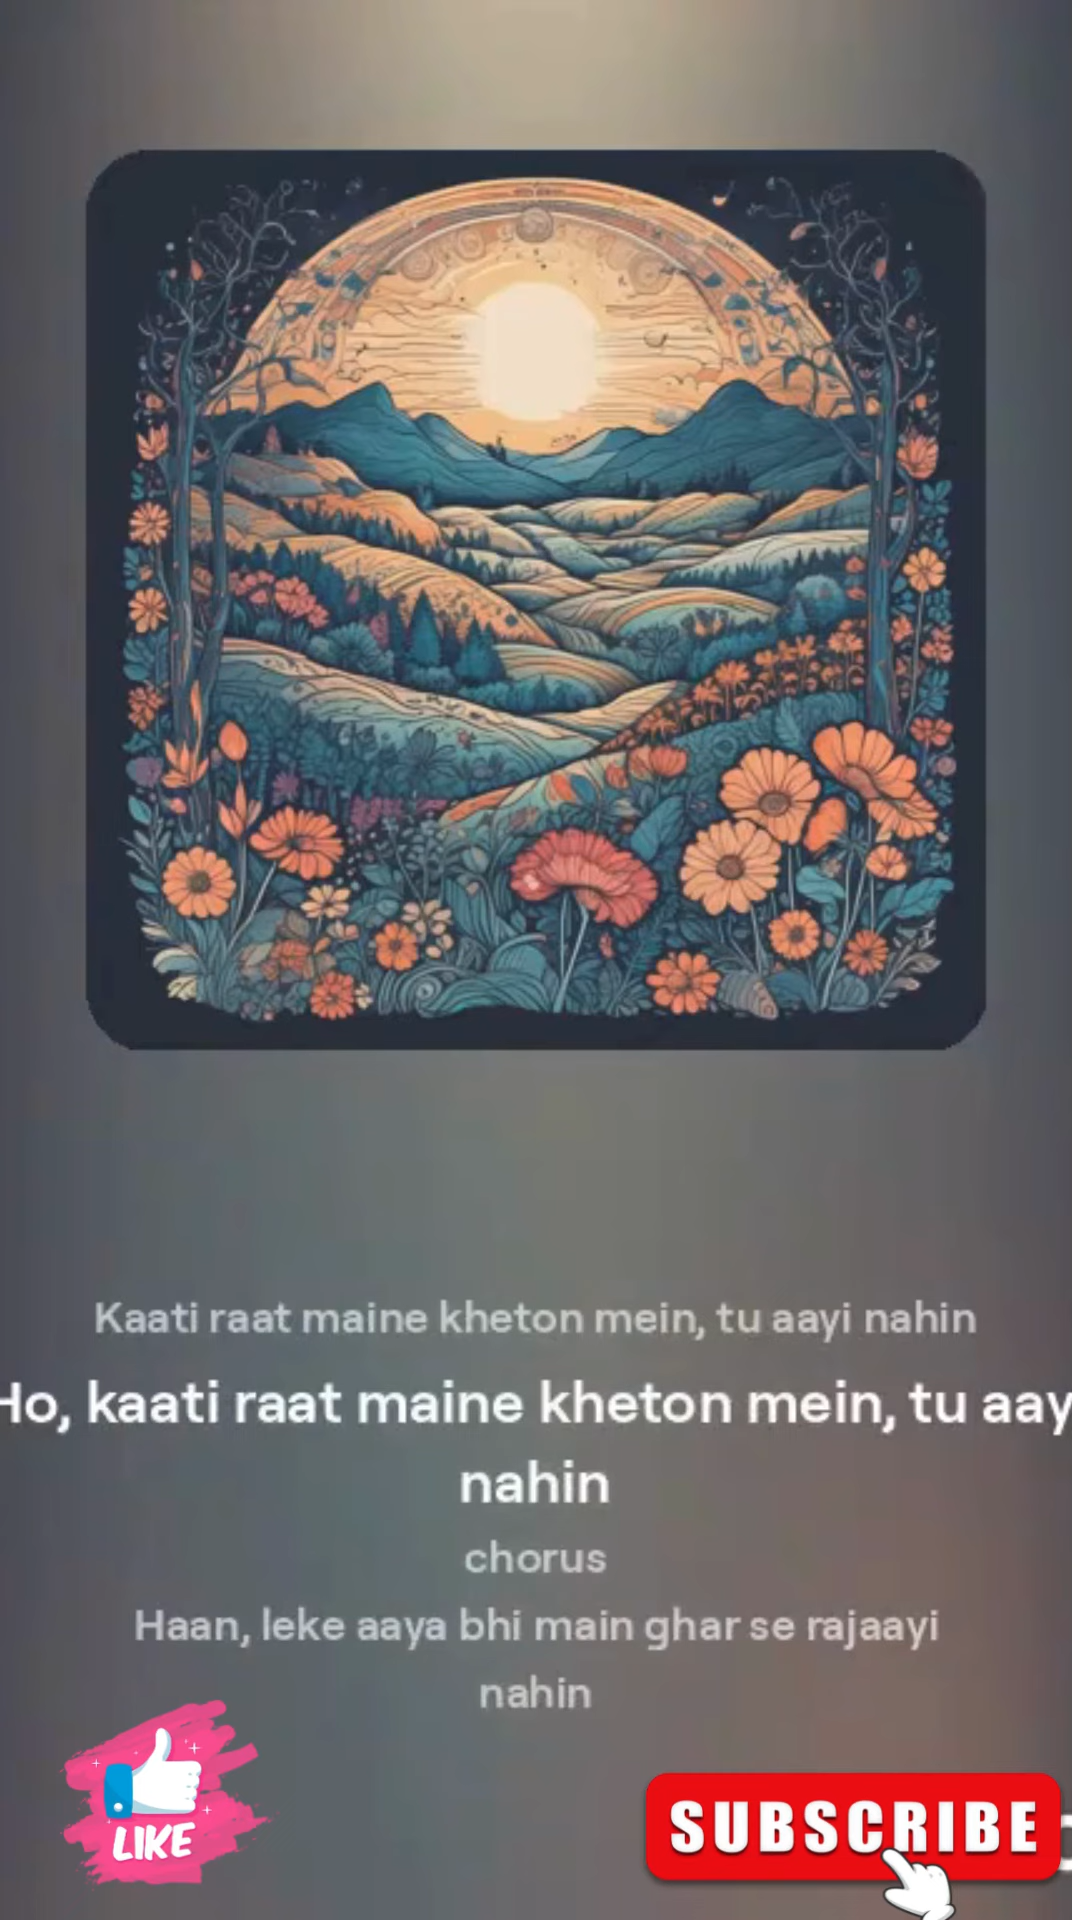 Kaati raat maine kheton mein, tu aayi nahin
Ho, kaati raat maine kheton mein, tu aay
nahin
chorus
Haan, leke aaya bhi main ghar se rajaayi
nahin
LIKE
SUBSCRIBE